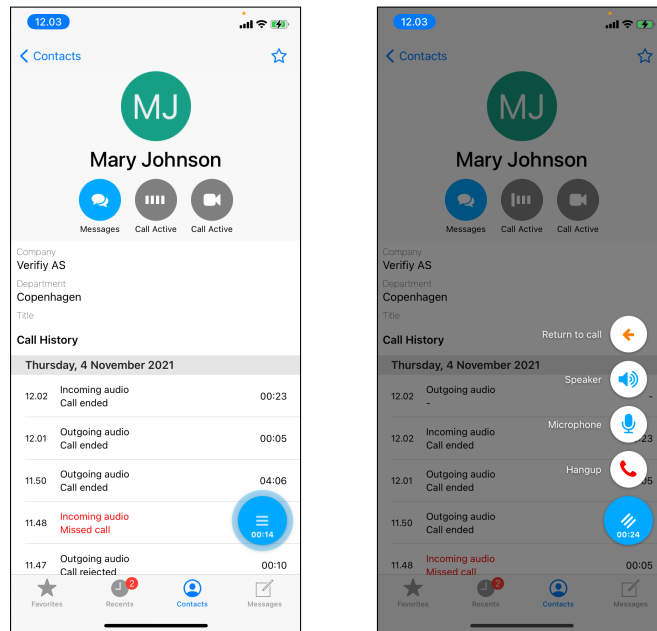 12.03
Contacts
MJ
Mary Johnson
Messages Call Active Call Active
Company
Verifiy AS
Department
Copenhagen
Title
Call History
Thursday, 4 November 2021
12.02 Incoming audio 00:23
Call ended
12.01 Outgoing audio 00:05
Call ended
11.50 Outgoing audio 04:06
Call ended
11.48 Incoming audio
Missed call
00:14
11.47 Outgoing audio 00:10
Call rejected
2
Favorites Recents Contacts Messages
12.03
Contacts
MJ
Mary Johnson
Messages Call Active Call Active
Company
Verifiy AS
Department
Copenhagen
Title
Return to call
Call History
Thursday, 4 November 2021
Speaker
12.02 Outgoing audio -
-
Microphone
12.02 Incoming audio :23
Call ended
Hangup
12.01 Outgoing audio 05
Call ended
11.50 Outgoing audio
Call ended
00:24
11.48 Incoming audio 00:05
Missed call
2
Favorites Recents Contacts Messages